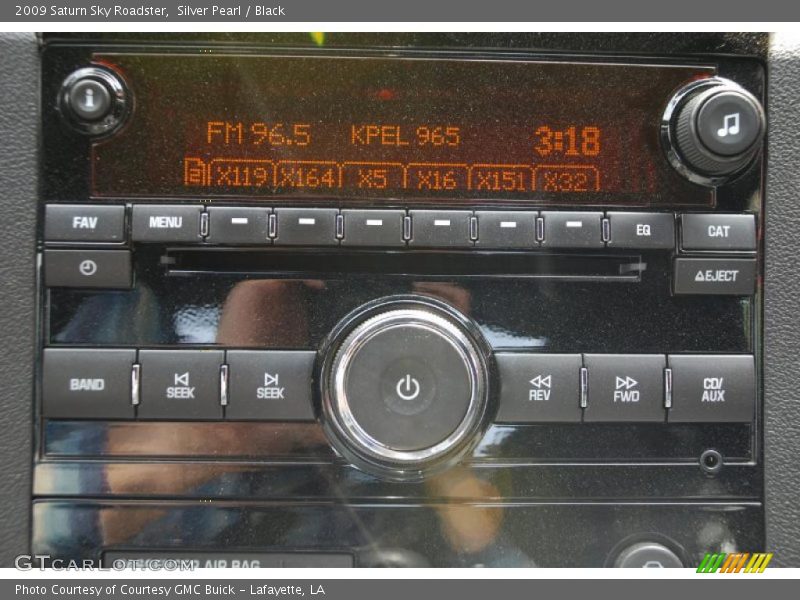 2009 Saturn Sky Roadster, Silver Pearl / Black
i
FM 96.5 KPEL 965 3:18
X119 X164 X5 X16 X151 X32
FAV MENU EQ CAT
EJECT
BAND SEEK SEEK REV FWD CD/
AUX
AIR BAG
GTcarlot.com
Photo Courtesy of Courtesy GMC Buick - Lafayette, LA